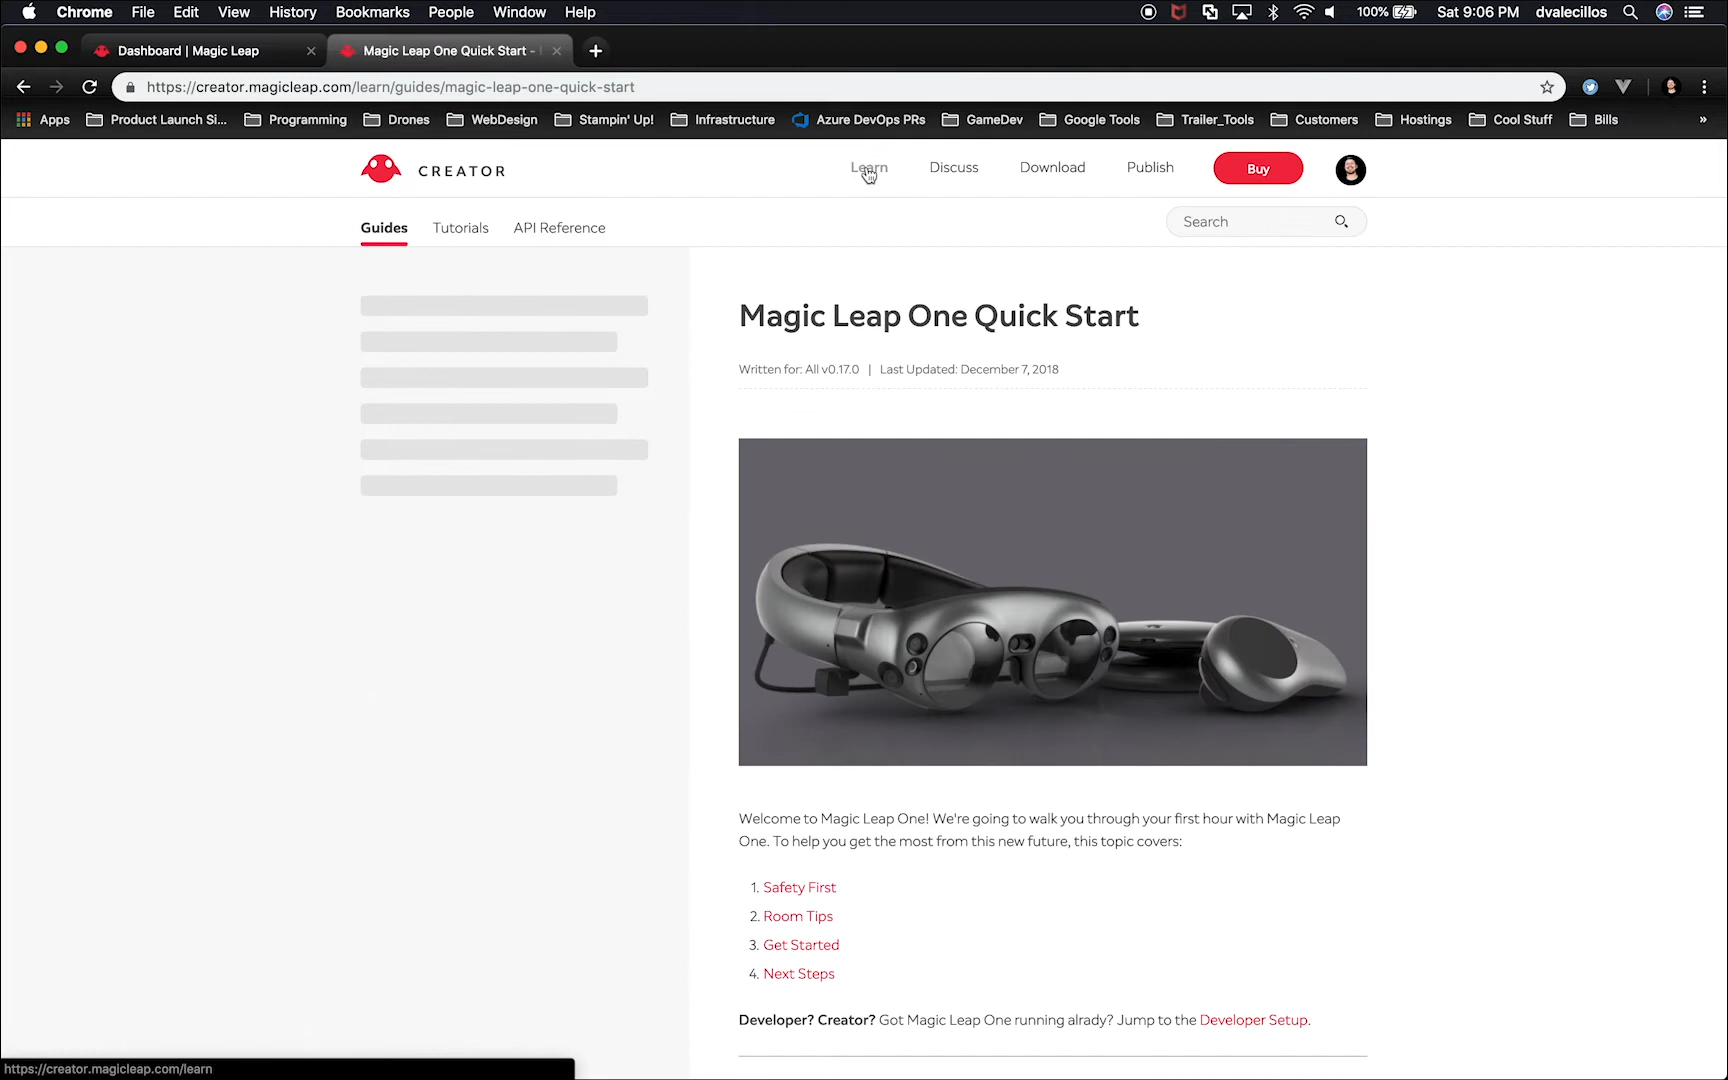 Chrome File Edit View History Bookmarks People Window Help 100% Sat 9:06 PM dvalecillos
Dashboard | Magic Leap Magic Leap One Quick Start -
https://creator.magicleap.com/learn/guides/magic-leap-one-quick-start
Apps Product Launch Si... Programming Drones WebDesign Stampin' Up! Infrastructure Azure DevOps PRs GameDev Google Tools Trailer_Tools Customers Hostings Cool Stuff Bills »
CREATOR Learn Discuss Download Publish Buy
Guides Tutorials API Reference Search
Magic Leap One Quick Start
Written for: All v0.17.0 | Last Updated: December 7, 2018
Welcome to Magic Leap One! We're going to walk you through your first hour with Magic Leap
One. To help you get the most from this new future, this topic covers:
1. Safety First
2. Room Tips
3. Get Started
4. Next Steps
Developer? Creator? Got Magic Leap One running alrady? Jump to the Developer Setup.
https://creator.magicleap.com/learn